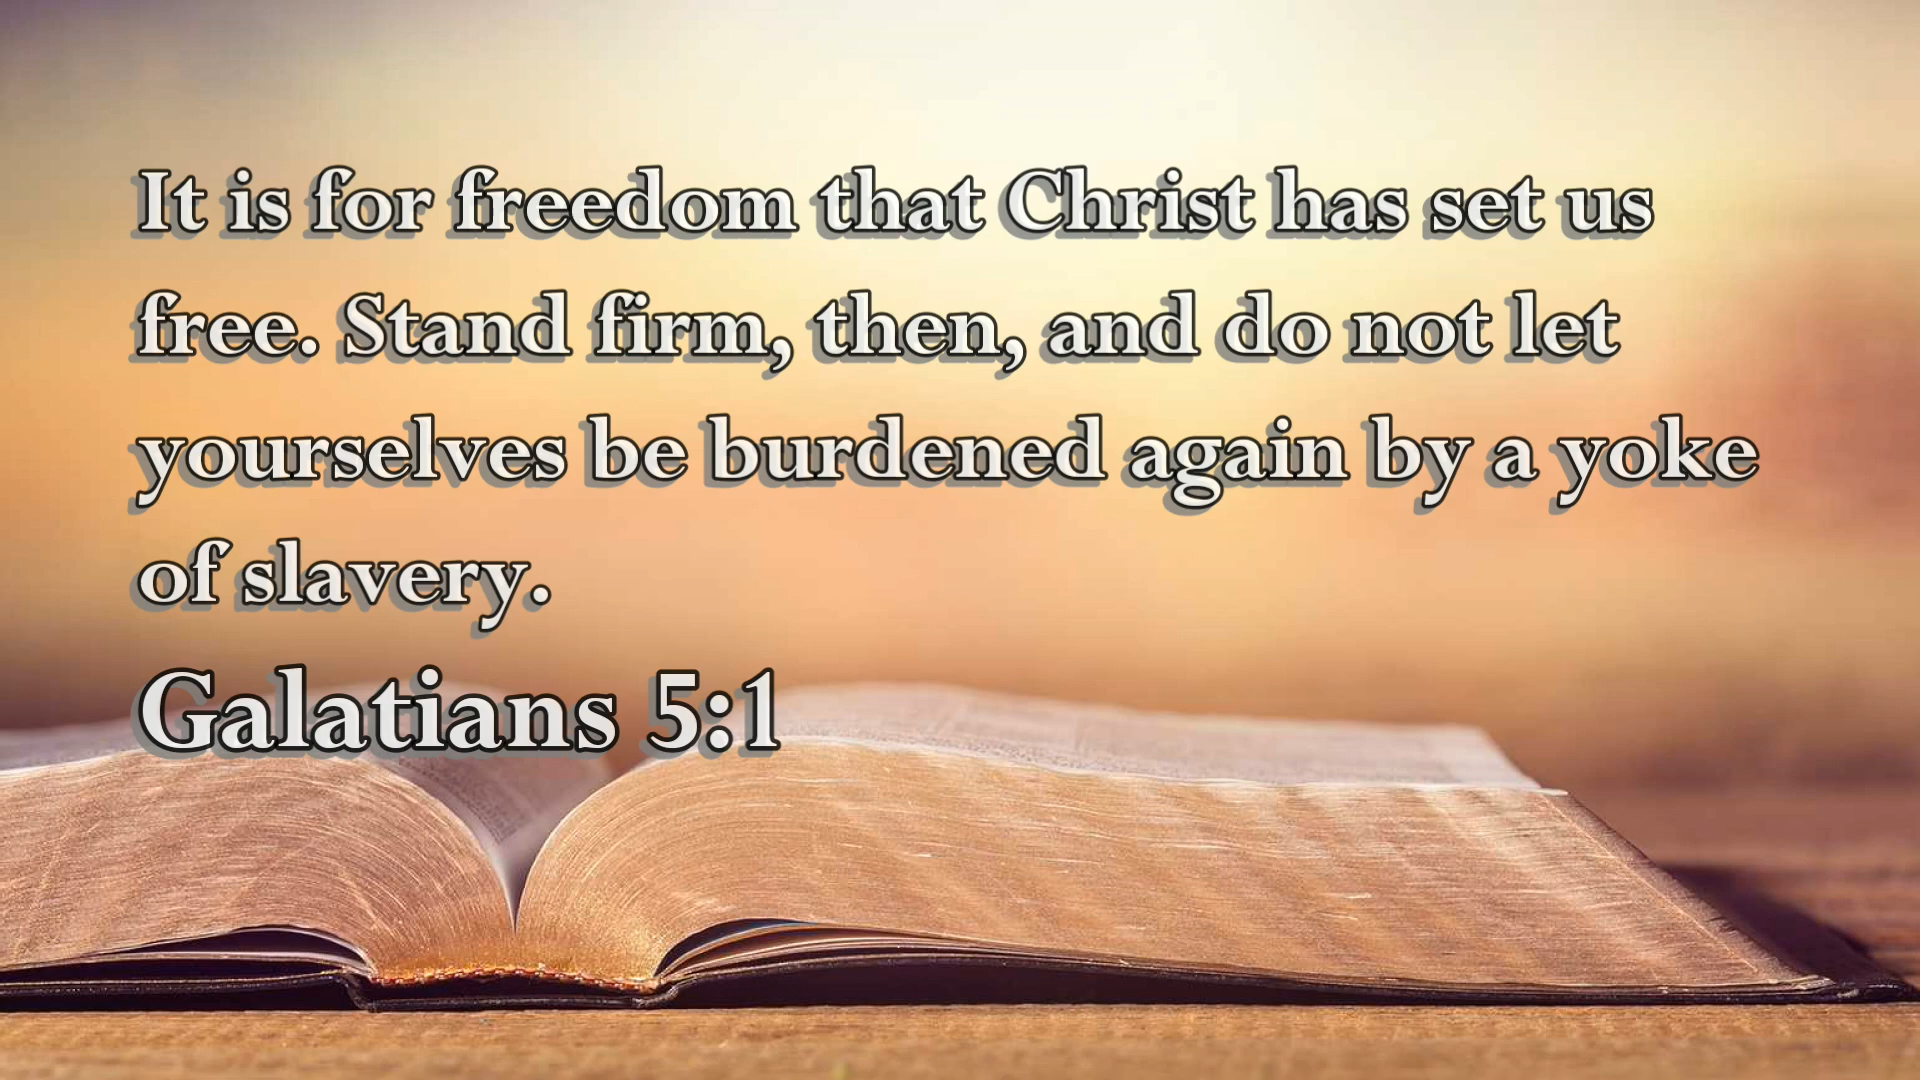 It is for freedom that Christ has set us
free. Stand firm, then, and do not let
yourselves be burdened again by a yoke
of slavery.
Galatians 5:1